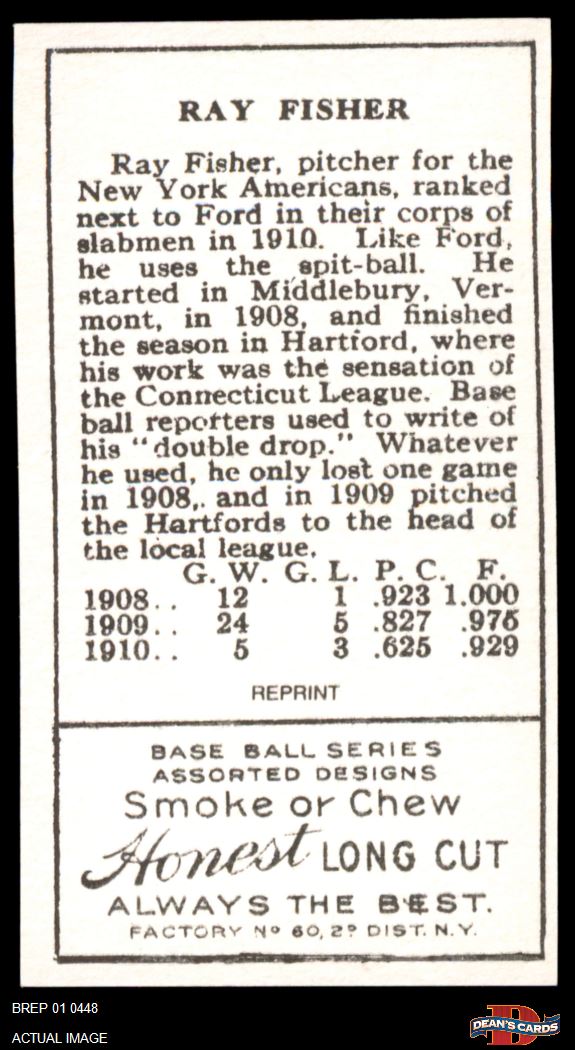 RAY FISHER
Ray Fisher, pitcher for the
New York Americans, ranked
next to Ford in their corps of
slabmen in 1910. Like Ford,
he uses the spit-ball. He
started in Middlebury, Ver-
mont, in 1908, and finished
the season in Hartford, where
his work was the sensation of
the Connecticut League. Base
ball reporters used to write of
his "double drop." Whatever
he used, he only lost one game
in 1908, and in 1909 pitched
the Hartfords to the head of
the local league.
G. W. G. L. P. C. F.
1908.. 12 1 .923 1.000
1909.. 24 5 .827 .976
1910.. 5 3 .625 .929
REPRINT
BASE BALL SERIES
ASSORTED DESIGNS
Smoke or Chew
Honest LONG CUT
ALWAYS THE BEST.
FACTORY Nº 60, 2º DIST. N.Y.
BREP 01 0448
ACTUAL IMAGE
D
DEAN'S CARDS